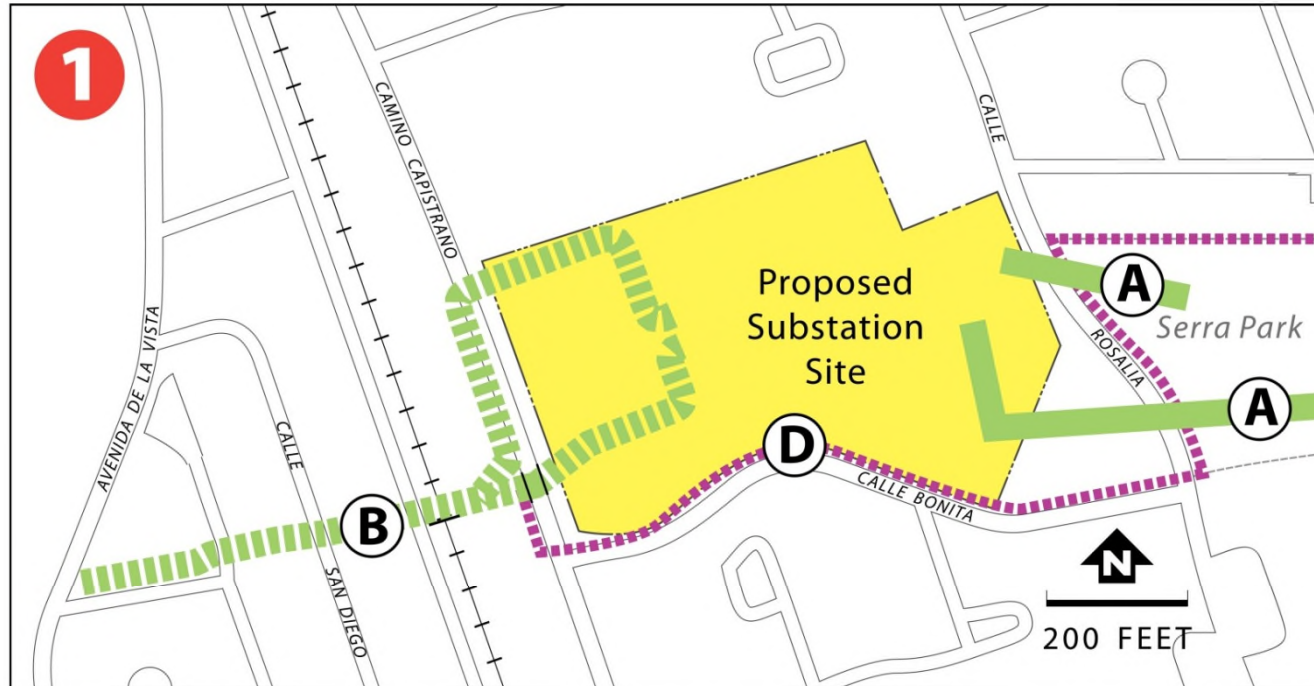 1
CAMINO CAPISTRANO
CALLE
ROSALIA
Proposed
Substation
Site
A
Serra Park
A
AVENIDA DE LA VISTA
CALLE
SAN DIEGO
B
D
CALLE BONITA
N
200 FEET